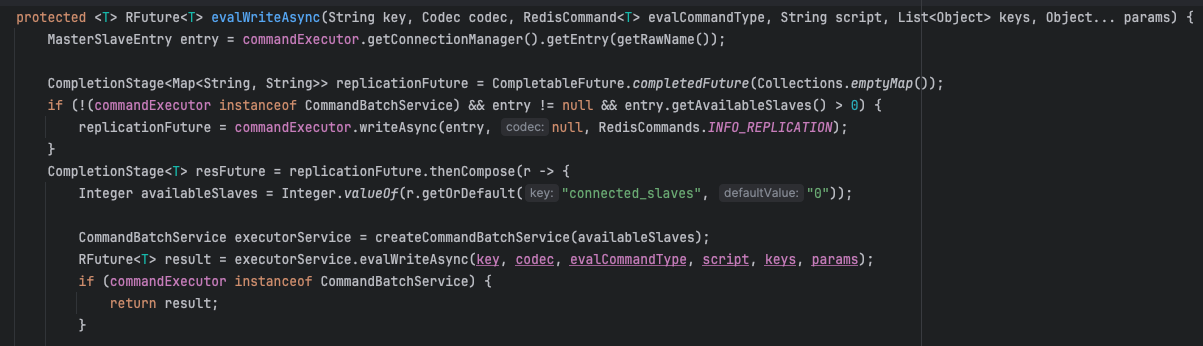 protected <T> RFuture<T> evalWriteAsync(String key, Codec codec, RedisCommand<T> evalCommandType, String script, List<Object> keys, Object... params) {
    MasterSlaveEntry entry = commandExecutor.getConnectionManager().getEntry(getRawName());

    CompletionStage<Map<String, String>> replicationFuture = CompletableFuture.completedFuture(Collections.emptyMap());
    if (!(commandExecutor instanceof CommandBatchService) && entry != null && entry.getAvailableSlaves() > 0) {
        replicationFuture = commandExecutor.writeAsync(entry, codec: null, RedisCommands.INFO_REPLICATION);
    }
    CompletionStage<T> resFuture = replicationFuture.thenCompose(r -> {
        Integer availableSlaves = Integer.valueOf(r.getOrDefault( key: "connected_slaves", defaultValue: "0"));

        CommandBatchService executorService = createCommandBatchService(availableSlaves);
        RFuture<T> result = executorService.evalWriteAsync(key, codec, evalCommandType, script, keys, params);
        if (commandExecutor instanceof CommandBatchService) {
            return result;
        }